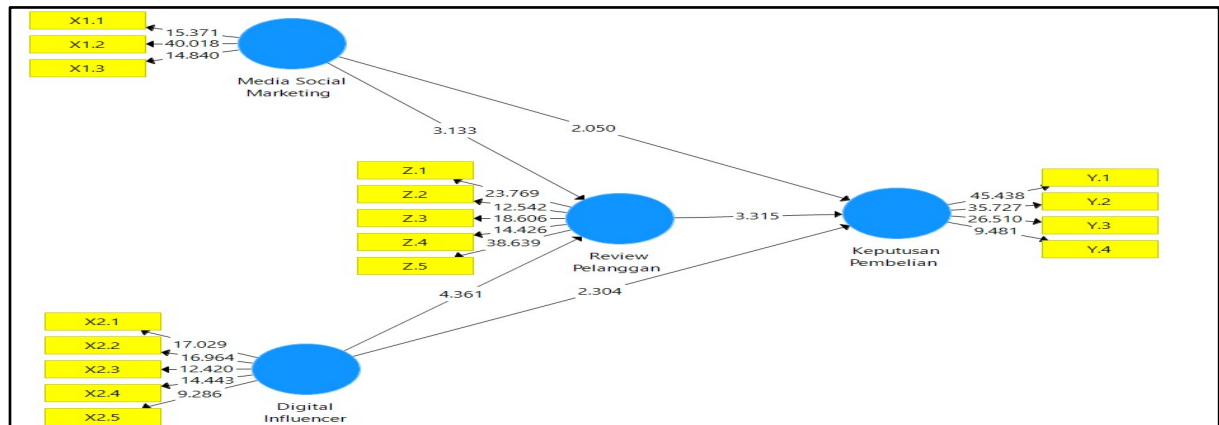 X1.1
X1.2
X1.3
15.371
40.018
14.840
Media Social
Marketing
3.133
2.050
Z.1
Z.2
Z.3
Z.4
Z.5
23.769
12.542
18.606
14.426
38.639
Review
Pelanggan
3.315
Keputusan
Pembelian
45.438
35.727
26.510
9.481
Y.1
Y.2
Y.3
Y.4
4.361
2.304
X2.1
X2.2
X2.3
X2.4
X2.5
17.029
16.964
12.420
14.443
9.286
Digital
Influencer